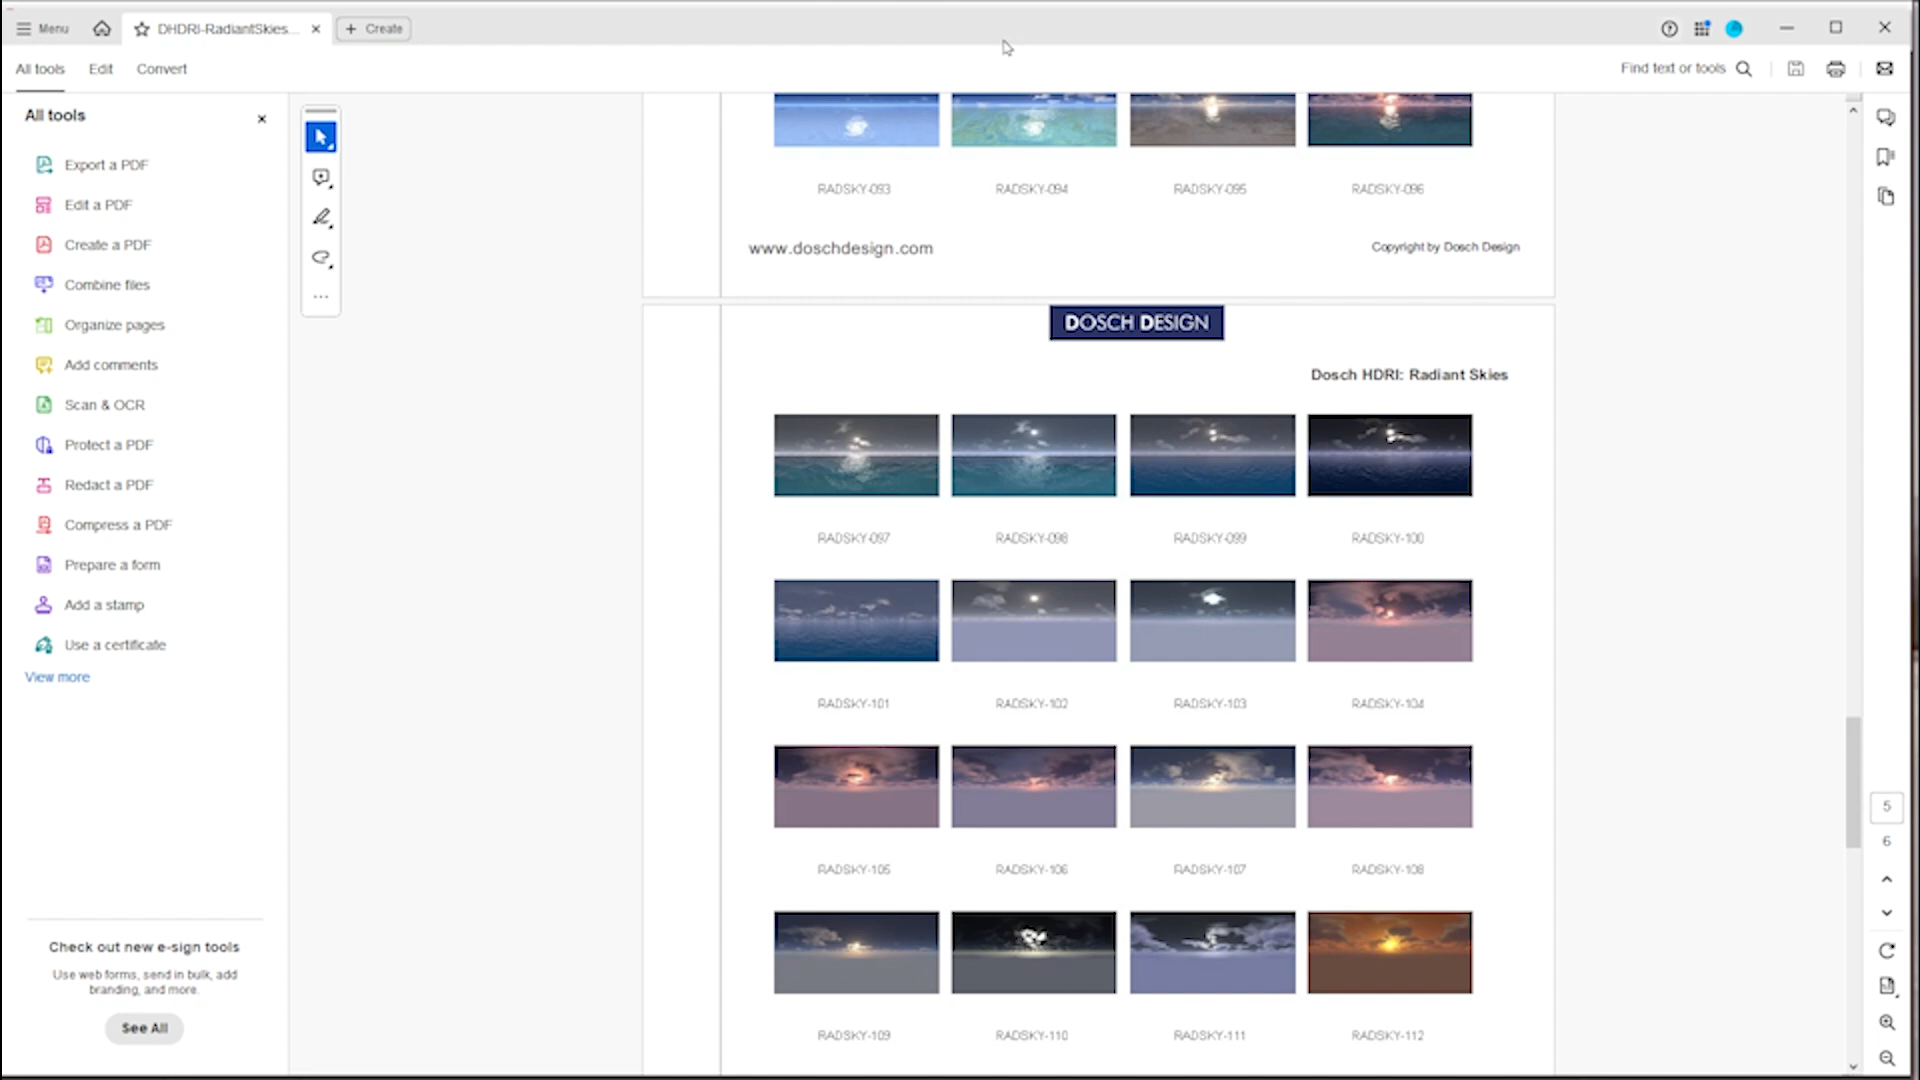 Menu
DHDRI-RadiantSkies...
Create
All tools
Edit
Convert
Find text or tools
All tools
Export a PDF
Edit a PDF
Create a PDF
Combine files
Organize pages
Add comments
Scan & OCR
Protect a PDF
Redact a PDF
Compress a PDF
Prepare a form
Add a stamp
Use a certificate
View more
Check out new e-sign tools
Use web forms, send in bulk, add
branding, and more.
See All
RADSKY-093 RADSKY-094 RADSKY-095 RADSKY-096
www.doschdesign.com
Copyright by Dosch Design
DOSCH DESIGN
Dosch HDRI: Radiant Skies
RADSKY-097 RADSKY-098 RADSKY-099 RADSKY-100
RADSKY-101 RADSKY-102 RADSKY-103 RADSKY-104
RADSKY-105 RADSKY-106 RADSKY-107 RADSKY-108
RADSKY-109 RADSKY-110 RADSKY-111 RADSKY-112
5
6